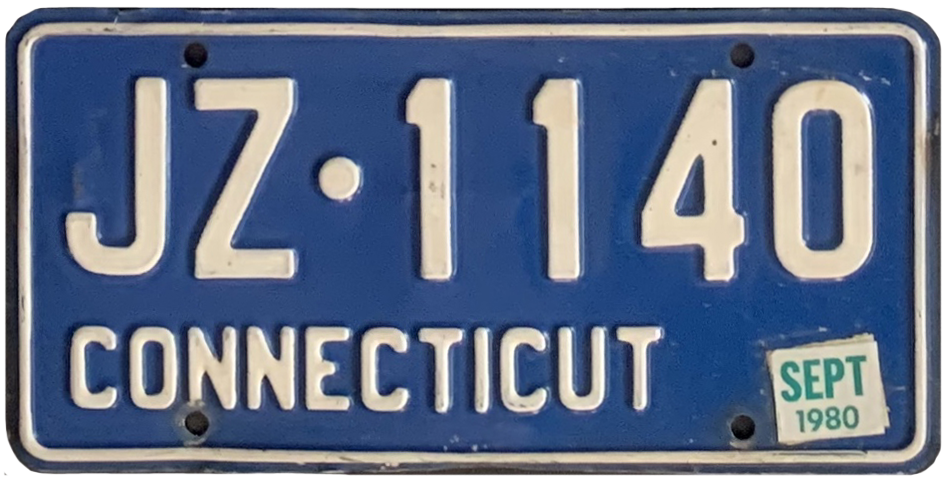 JZ·1140
CONNECTICUT
SEPT
1980